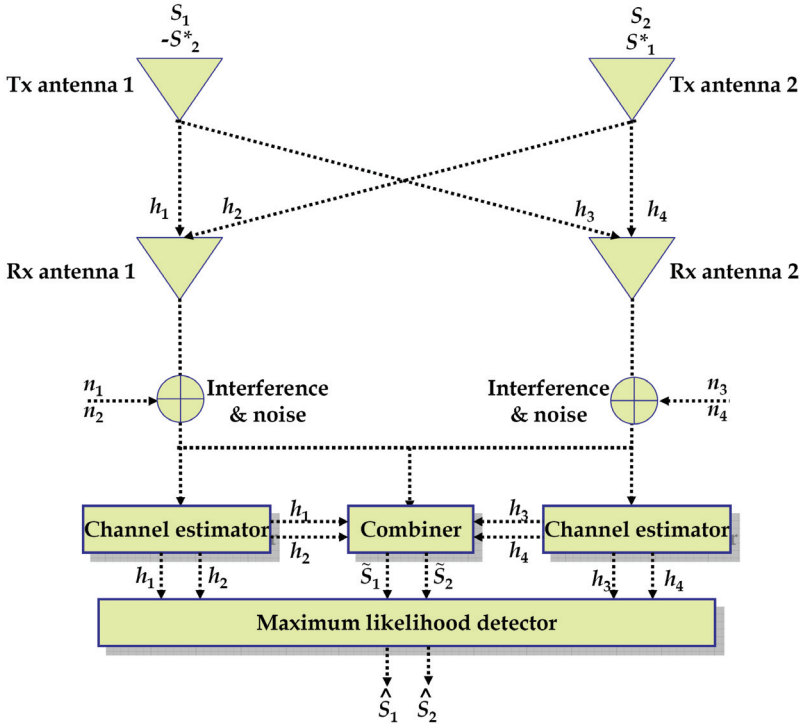 S₁ S₂
-S*₂ S*₁
Tx antenna 1 Tx antenna 2
h₁ h₂ h₃ h₄
Rx antenna 1 Rx antenna 2
n₁ Interference Interference n₃
n₂ & noise & noise n₄
h₁ h₃
Channel estimator Combiner Channel estimator
h₂ h₄
h₁ h₂ S̃₁ S̃₂ h₃ h₄
Maximum likelihood detector
Ŝ₁ Ŝ₂